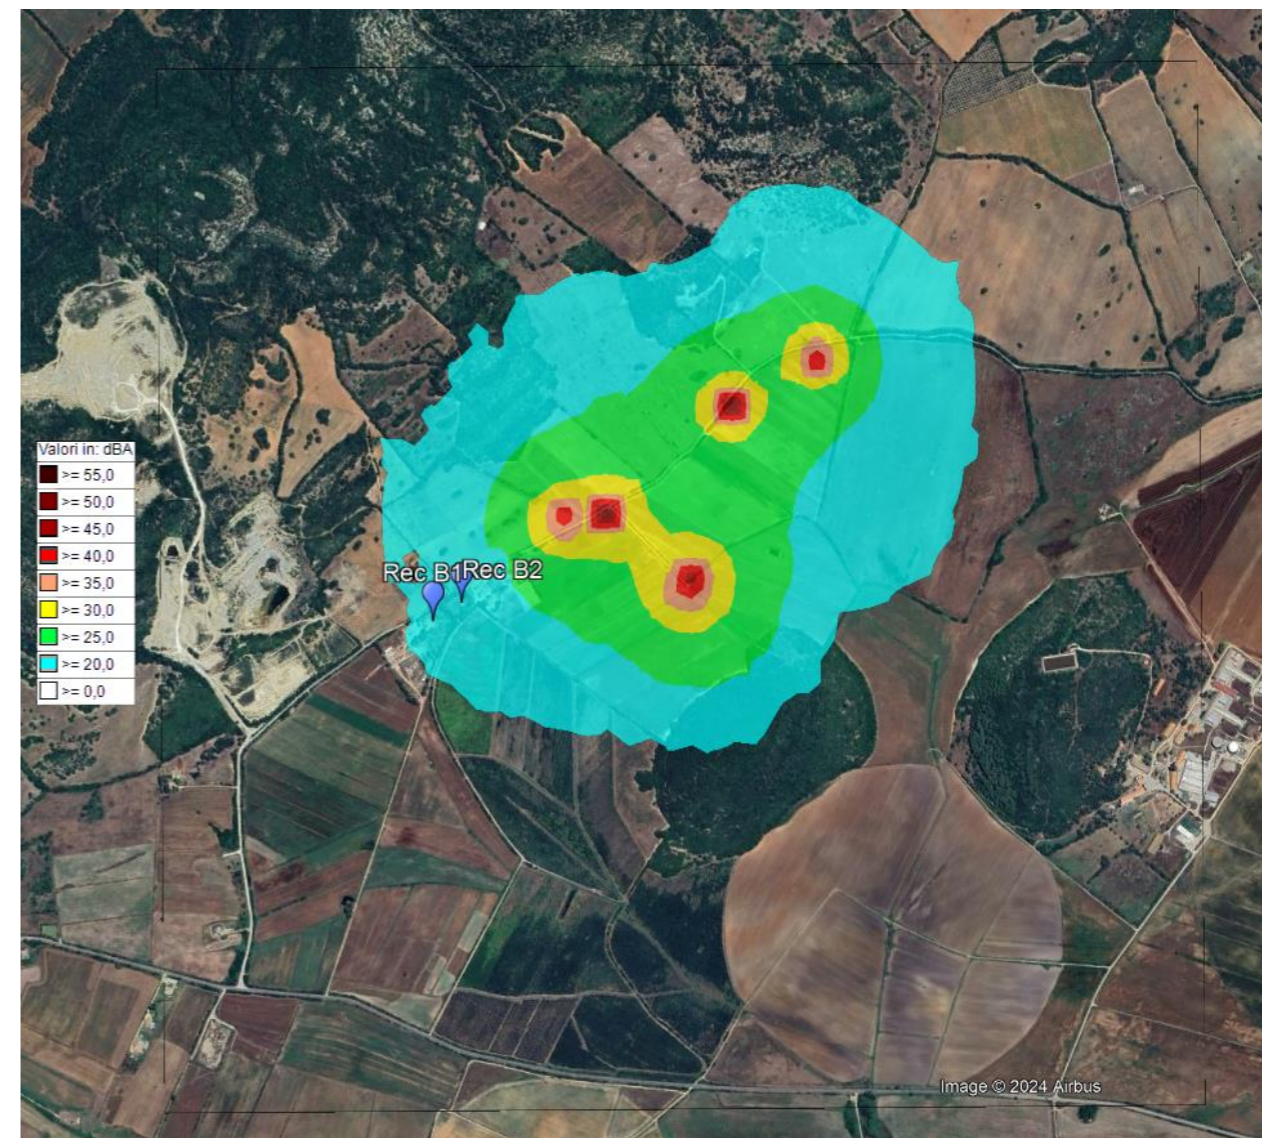 Valori in: dBA
>= 55,0
>= 50,0
>= 45,0
>= 40,0
>= 35,0
>= 30,0
>= 25,0
>= 20,0
>= 0,0
Rec B1
Rec B2
Image © 2024 Airbus